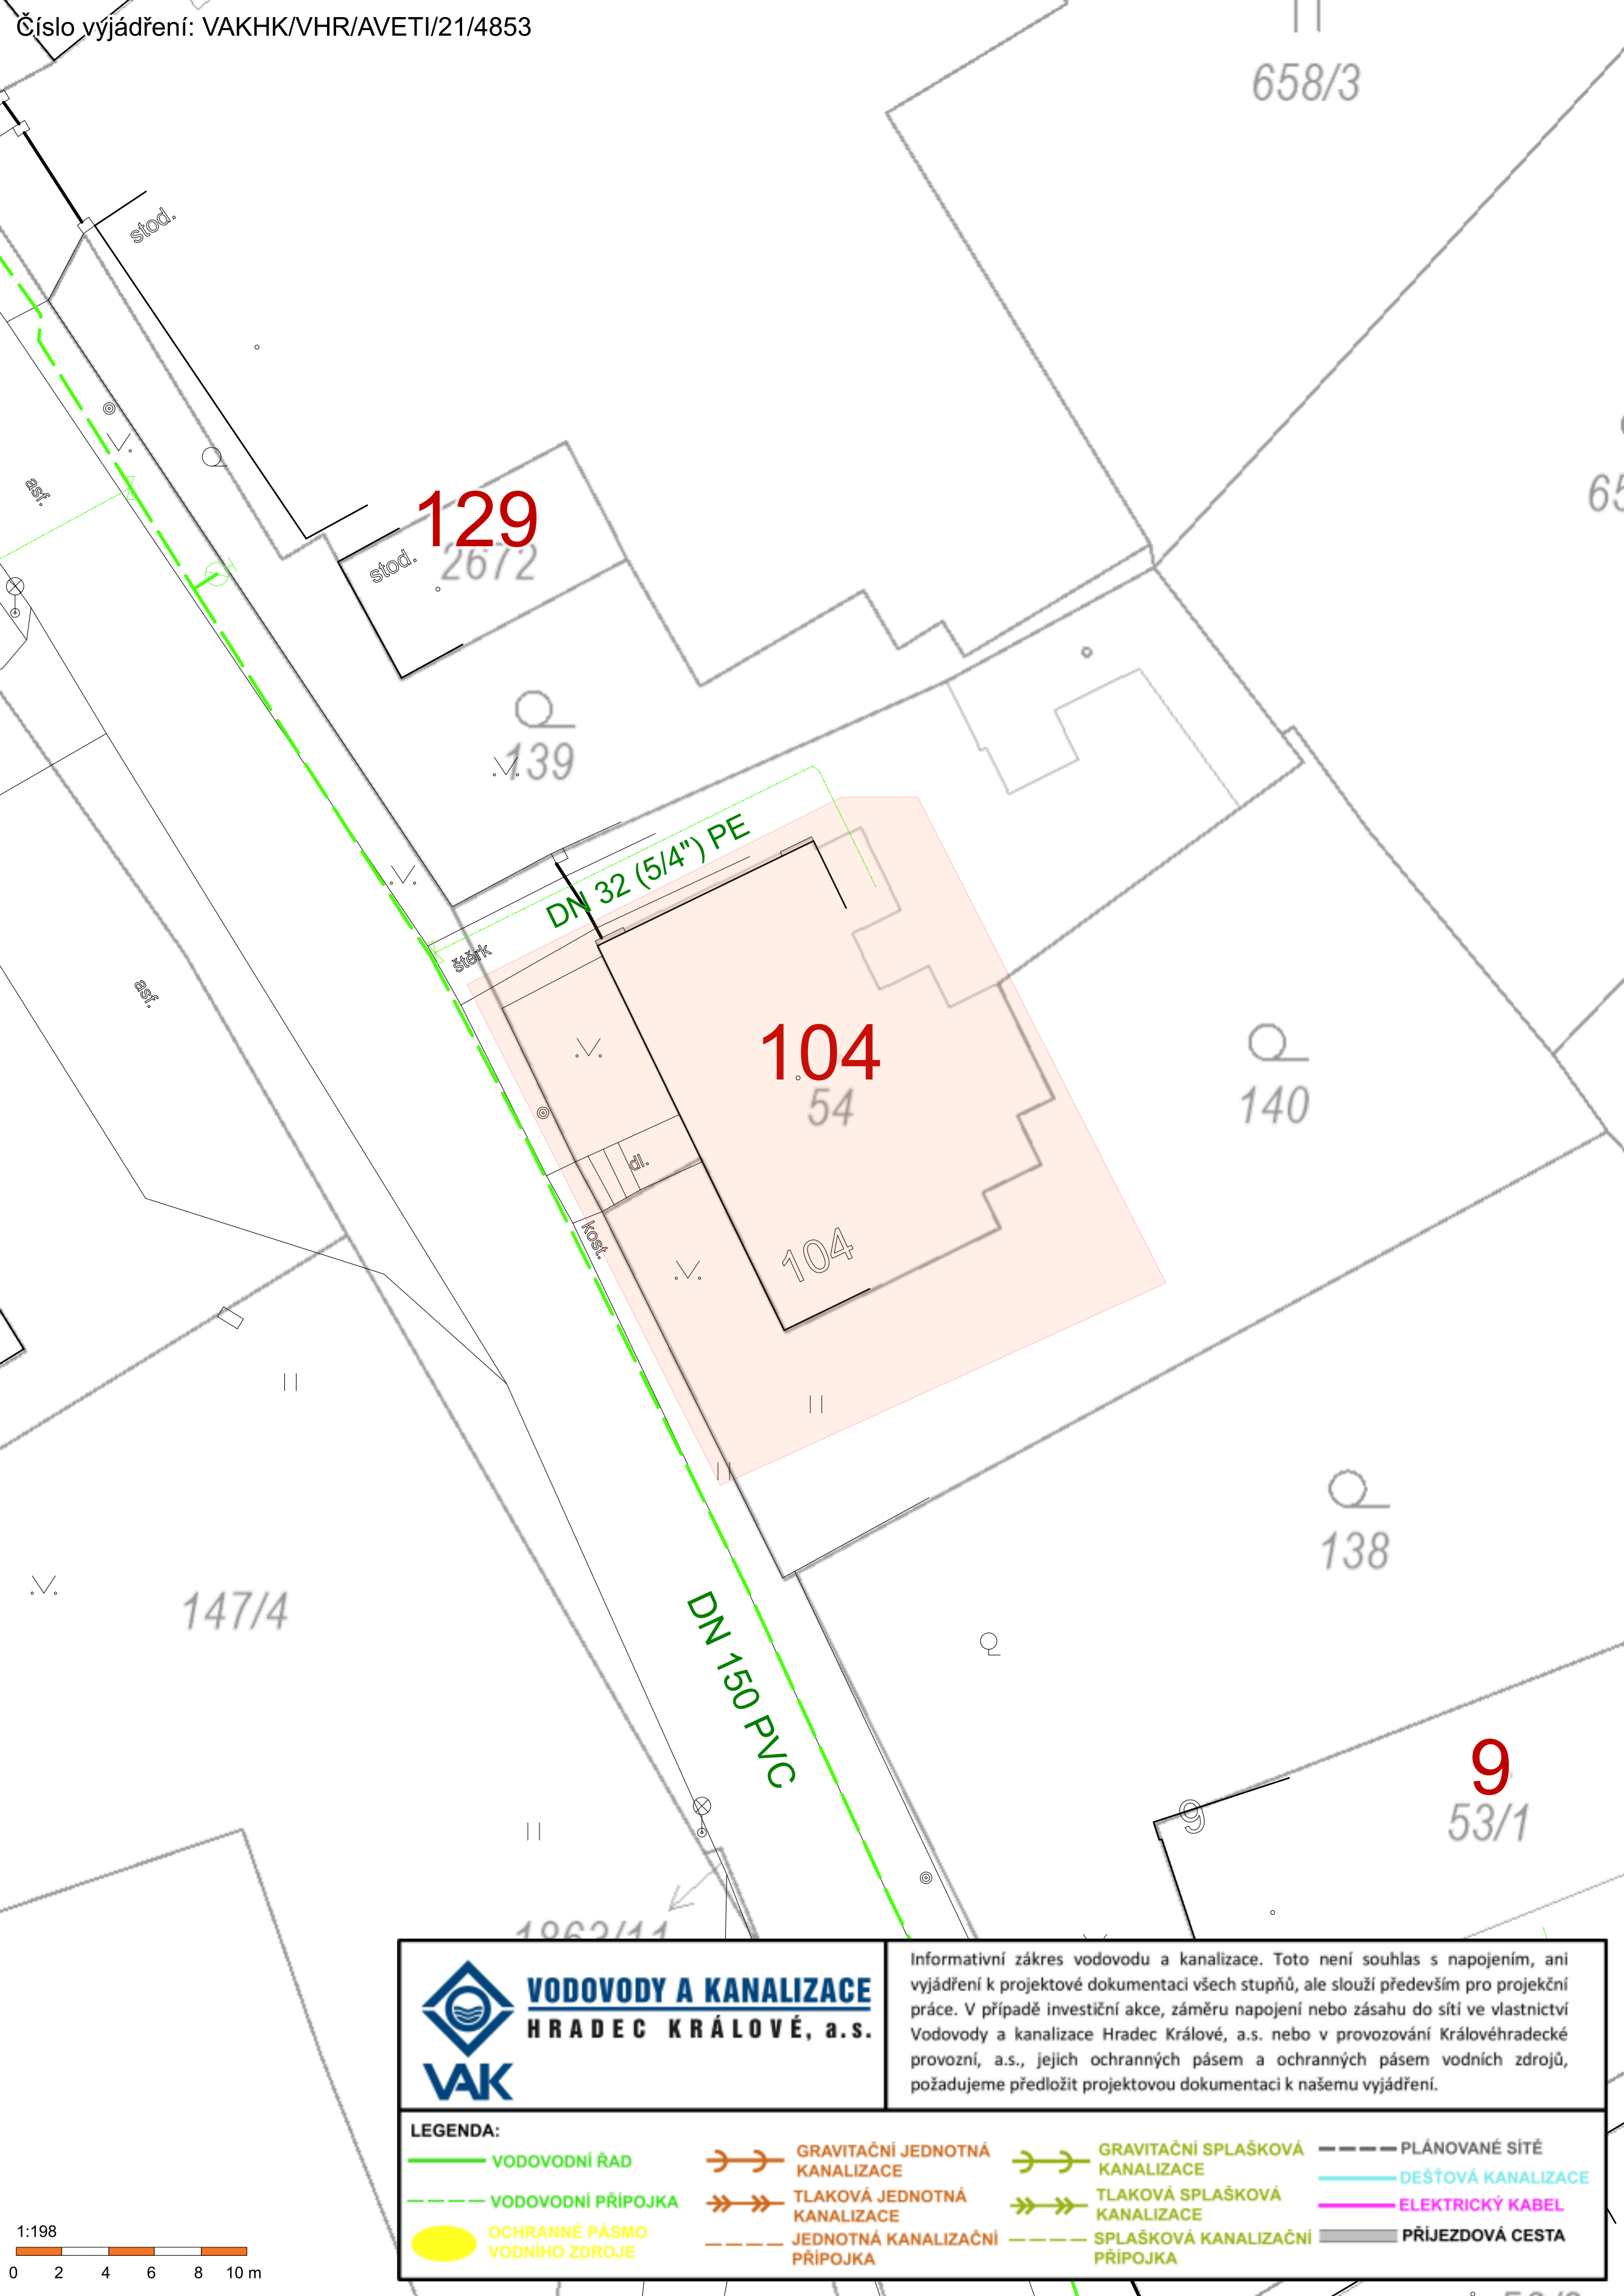 Číslo vyjádření: VAKHK/VHR/AVETI/21/4853
658/3
stod.
asf.
129
stod.
2672
139
DN 32 (5/4") PE
štěrk
asf.
104
54
140
dl.
kost.
104
138
147/4
DN 150 PVC
9
9
53/1
VODOVODY A KANALIZACE
HRADEC KRÁLOVÉ, a.s.
VAK
Informativní zákres vodovodu a kanalizace. Toto není souhlas s napojením, ani
vyjádření k projektové dokumentaci všech stupňů, ale slouží především pro projekční
práce. V případě investiční akce, záměru napojení nebo zásahu do sítí ve vlastnictví
Vodovody a kanalizace Hradec Králové, a.s. nebo v provozování Královéhradecké
provozní, a.s., jejich ochranných pásem a ochranných pásem vodních zdrojů,
požadujeme předložit projektovou dokumentaci k našemu vyjádření.
LEGENDA:
VODOVODNÍ ŘAD
VODOVODNÍ PŘÍPOJKA
OCHRANNÉ PÁSMO
VODNÍHO ZDROJE
GRAVITAČNÍ JEDNOTNÁ
KANALIZACE
TLAKOVÁ JEDNOTNÁ
KANALIZACE
JEDNOTNÁ KANALIZAČNÍ
PŘÍPOJKA
GRAVITAČNÍ SPLAŠKOVÁ
KANALIZACE
TLAKOVÁ SPLAŠKOVÁ
KANALIZACE
SPLAŠKOVÁ KANALIZAČNÍ
PŘÍPOJKA
PLÁNOVANÉ SÍTĚ
DEŠŤOVÁ KANALIZACE
ELEKTRICKÝ KABEL
PŘÍJEZDOVÁ CESTA
1:198
0 2 4 6 8 10 m